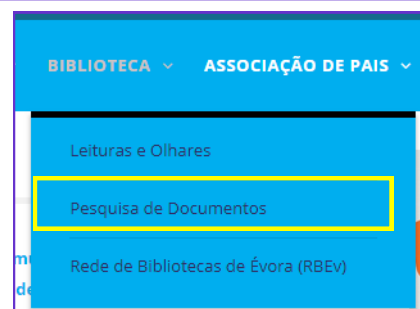 BIBLIOTECA ASSOCIAÇÃO DE PAIS
Leituras e Olhares
Pesquisa de Documentos
Rede de Bibliotecas de Évora (RBEv)